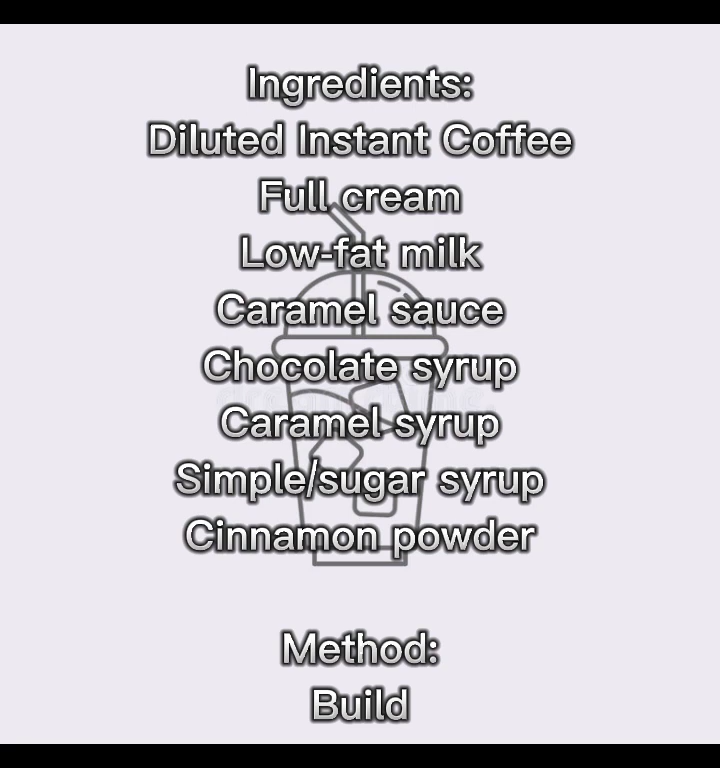 Ingredients:
Diluted Instant Coffee
Full cream
Low-fat milk
Caramel sauce
Chocolate syrup
Caramel syrup
Simple/sugar syrup
Cinnamon powder
Method:
Build